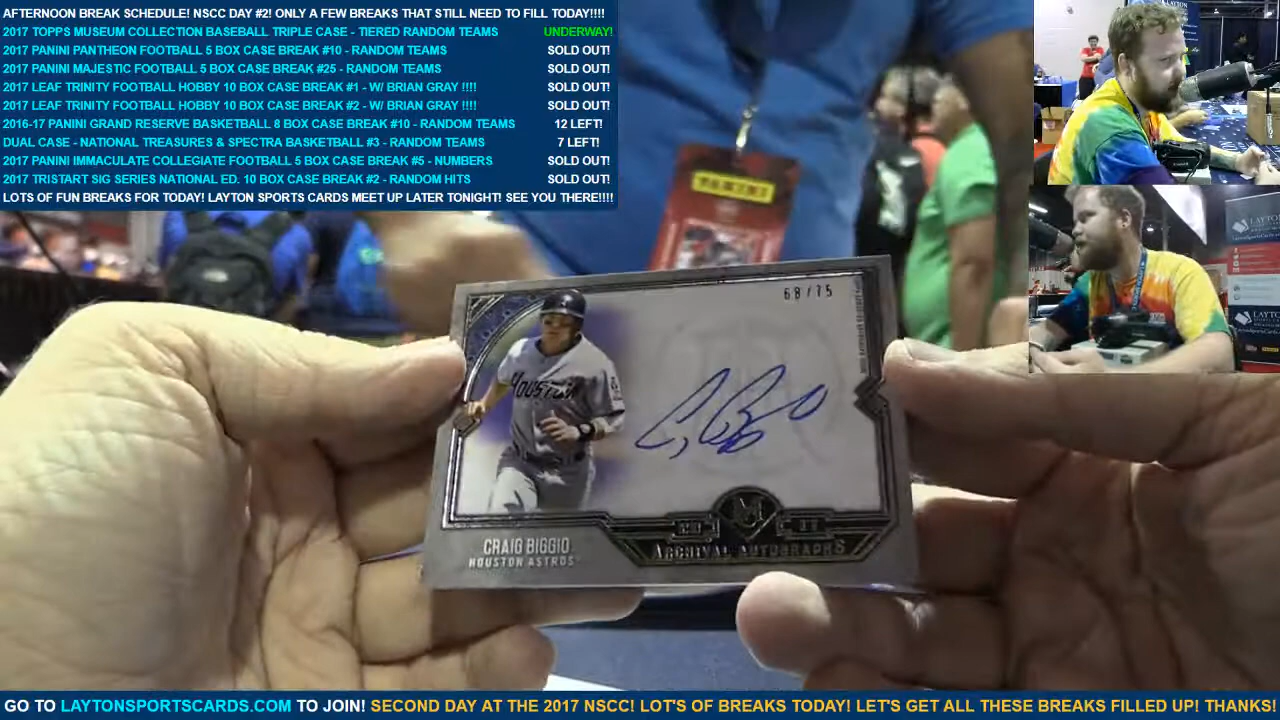 AFTERNOON BREAK SCHEDULE! NSCC DAY #2! ONLY A FEW BREAKS THAT STILL NEED TO FILL TODAY!!!!
2017 TOPPS MUSEUM COLLECTION BASEBALL TRIPLE CASE - TIERED RANDOM TEAMS UNDERWAY!
2017 PANINI PANTHEON FOOTBALL 5 BOX CASE BREAK #10 - RANDOM TEAMS SOLD OUT!
2017 PANINI MAJESTIC FOOTBALL 5 BOX CASE BREAK #25 - RANDOM TEAMS SOLD OUT!
2017 LEAF TRINITY FOOTBALL HOBBY 10 BOX CASE BREAK #1 - W/ BRIAN GRAY !!!! SOLD OUT!
2017 LEAF TRINITY FOOTBALL HOBBY 10 BOX CASE BREAK #2 - W/ BRIAN GRAY !!!! SOLD OUT!
2016-17 PANINI GRAND RESERVE BASKETBALL 8 BOX CASE BREAK #10 - RANDOM TEAMS 12 LEFT!
DUAL CASE - NATIONAL TREASURES & SPECTRA BASKETBALL #3 - RANDOM TEAMS 7 LEFT!
2017 PANINI IMMACULATE COLLEGIATE FOOTBALL 5 BOX CASE BREAK #5 - NUMBERS SOLD OUT!
2017 TRISTART SIG SERIES NATIONAL ED. 10 BOX CASE BREAK #2 - RANDOM HITS SOLD OUT!
LOTS OF FUN BREAKS FOR TODAY! LAYTON SPORTS CARDS MEET UP LATER TONIGHT! SEE YOU THERE!!!!
PANINI
LAYTON
68/75
HOUSTON
CRAIG BIGGIO
HOUSTON ASTROS
ARCHIVAL AUTOGRAPHS
GO TO LAYTONSPORTSCARDS.COM TO JOIN! SECOND DAY AT THE 2017 NSCC! LOT'S OF BREAKS TODAY! LET'S GET ALL THESE BREAKS FILLED UP! THANKS!